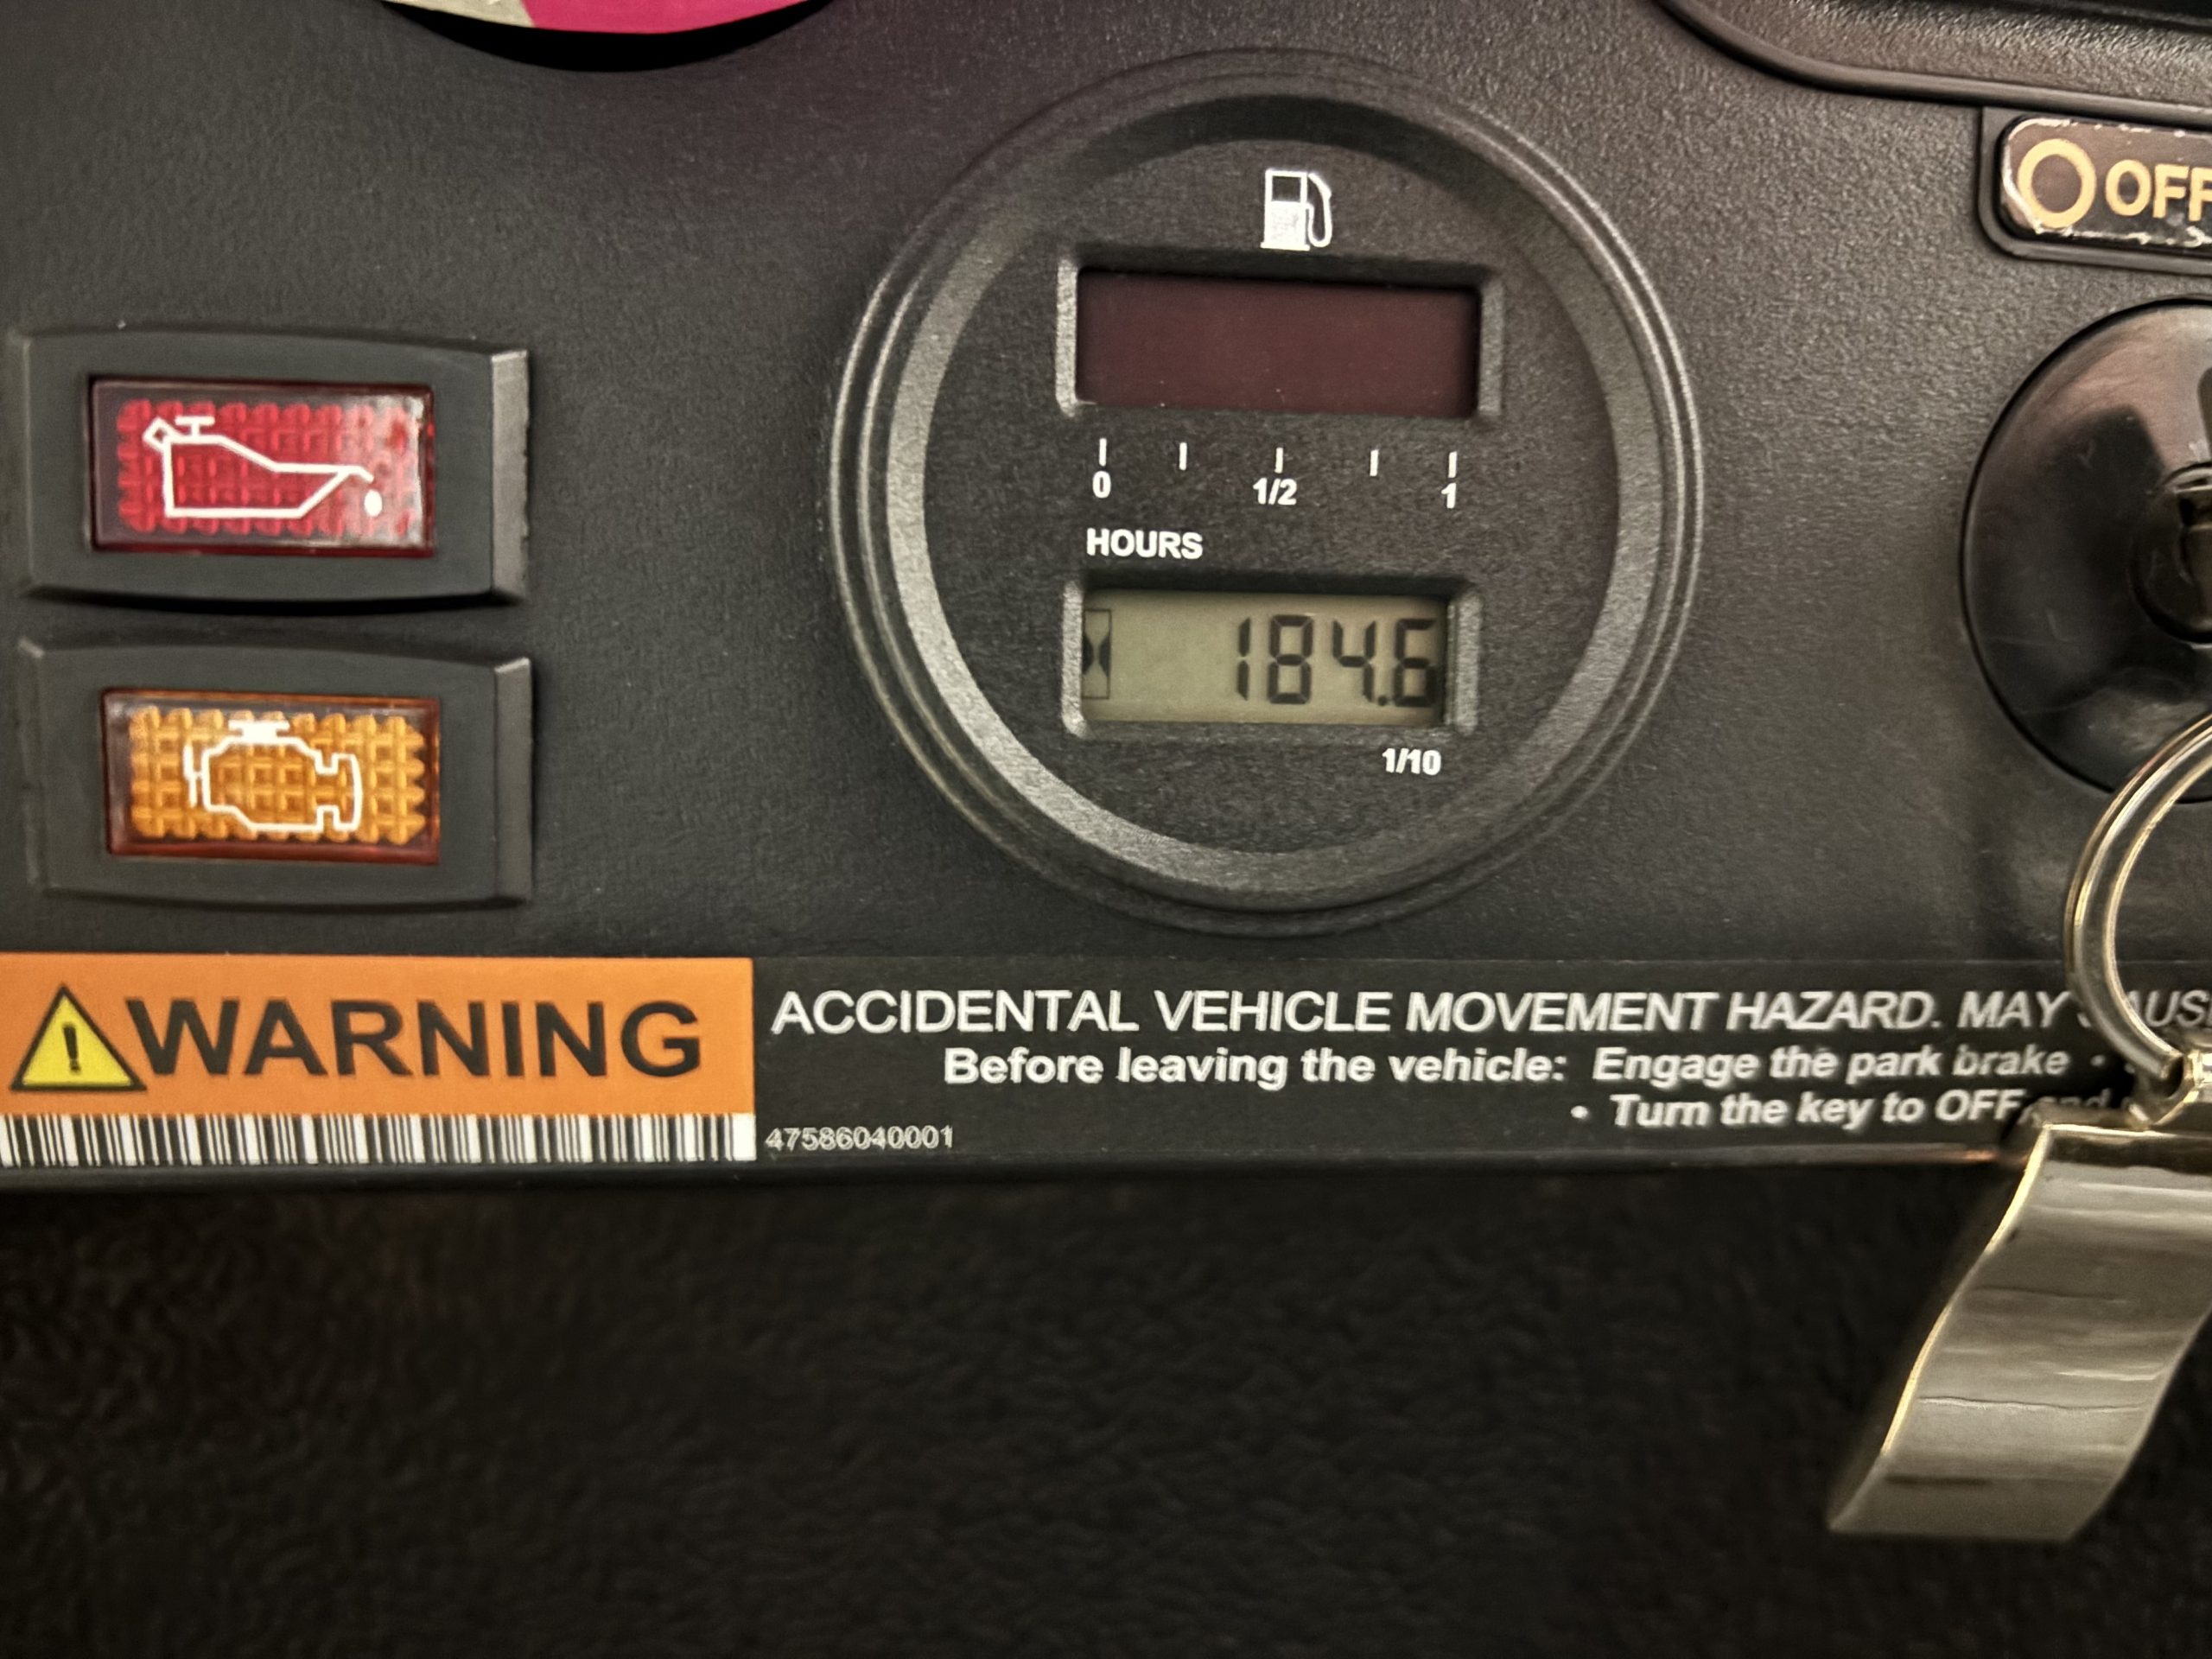 OFF
0 1/2 1
HOURS
184.6
1/10
WARNING
ACCIDENTAL VEHICLE MOVEMENT HAZARD. MAY
Before leaving the vehicle: Engage the park brake •
• Turn the key to OFF and
47586040001